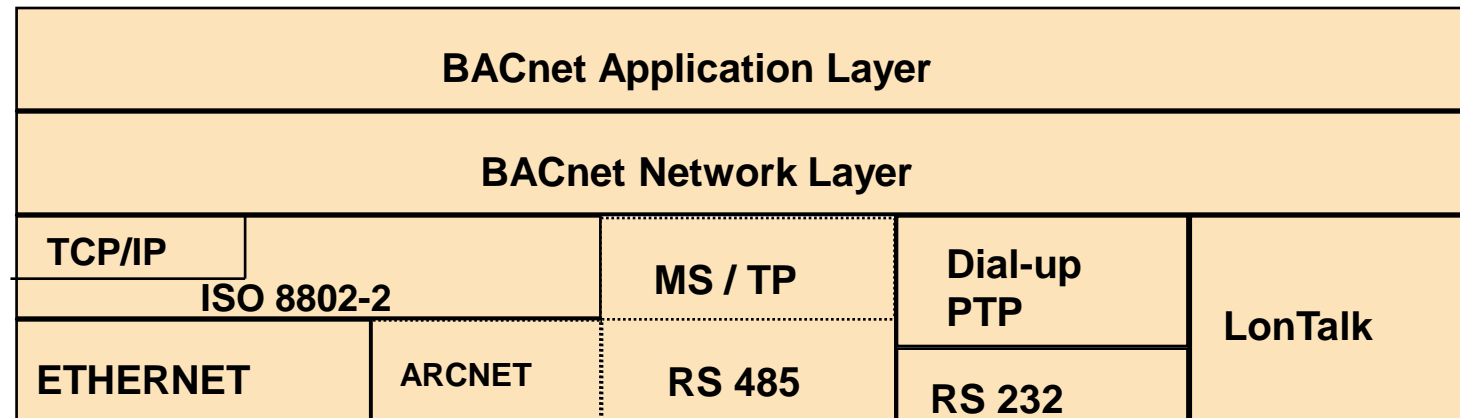 BACnet Application Layer
BACnet Network Layer
TCP/IP
ISO 8802-2
MS / TP
Dial-up
PTP
LonTalk
ETHERNET
ARCNET
RS 485
RS 232